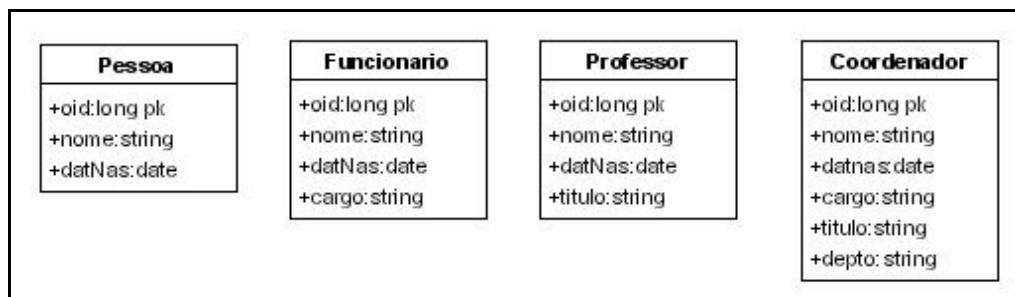 Pessoa
+oid:long pk
+nome:string
+datNas:date
Funcionario
+oid:long pk
+nome:string
+datNas:date
+cargo:string
Professor
+oid:long pk
+nome:string
+datNas:date
+titulo:string
Coordenador
+oid:long pk
+nome:string
+datnas:date
+cargo:string
+titulo:string
+depto:string